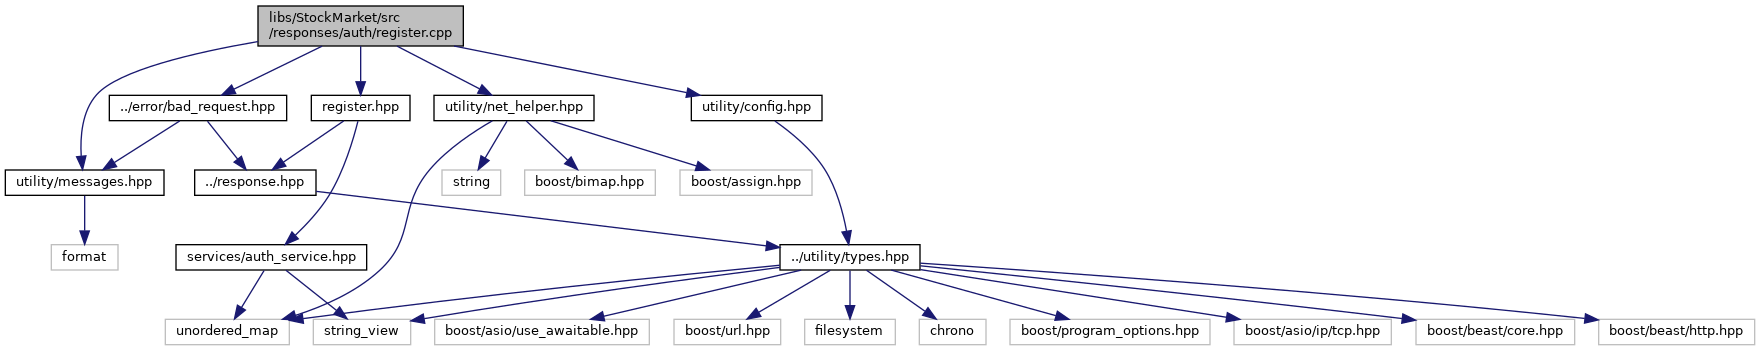 libs/StockMarket/src
/responses/auth/register.cpp
../error/bad_request.hpp
register.hpp
utility/net_helper.hpp
utility/config.hpp
utility/messages.hpp
../response.hpp
string
boost/bimap.hpp
boost/assign.hpp
format
services/auth_service.hpp
../utility/types.hpp
unordered_map
string_view
boost/asio/use_awaitable.hpp
boost/url.hpp
filesystem
chrono
boost/program_options.hpp
boost/asio/ip/tcp.hpp
boost/beast/core.hpp
boost/beast/http.hpp